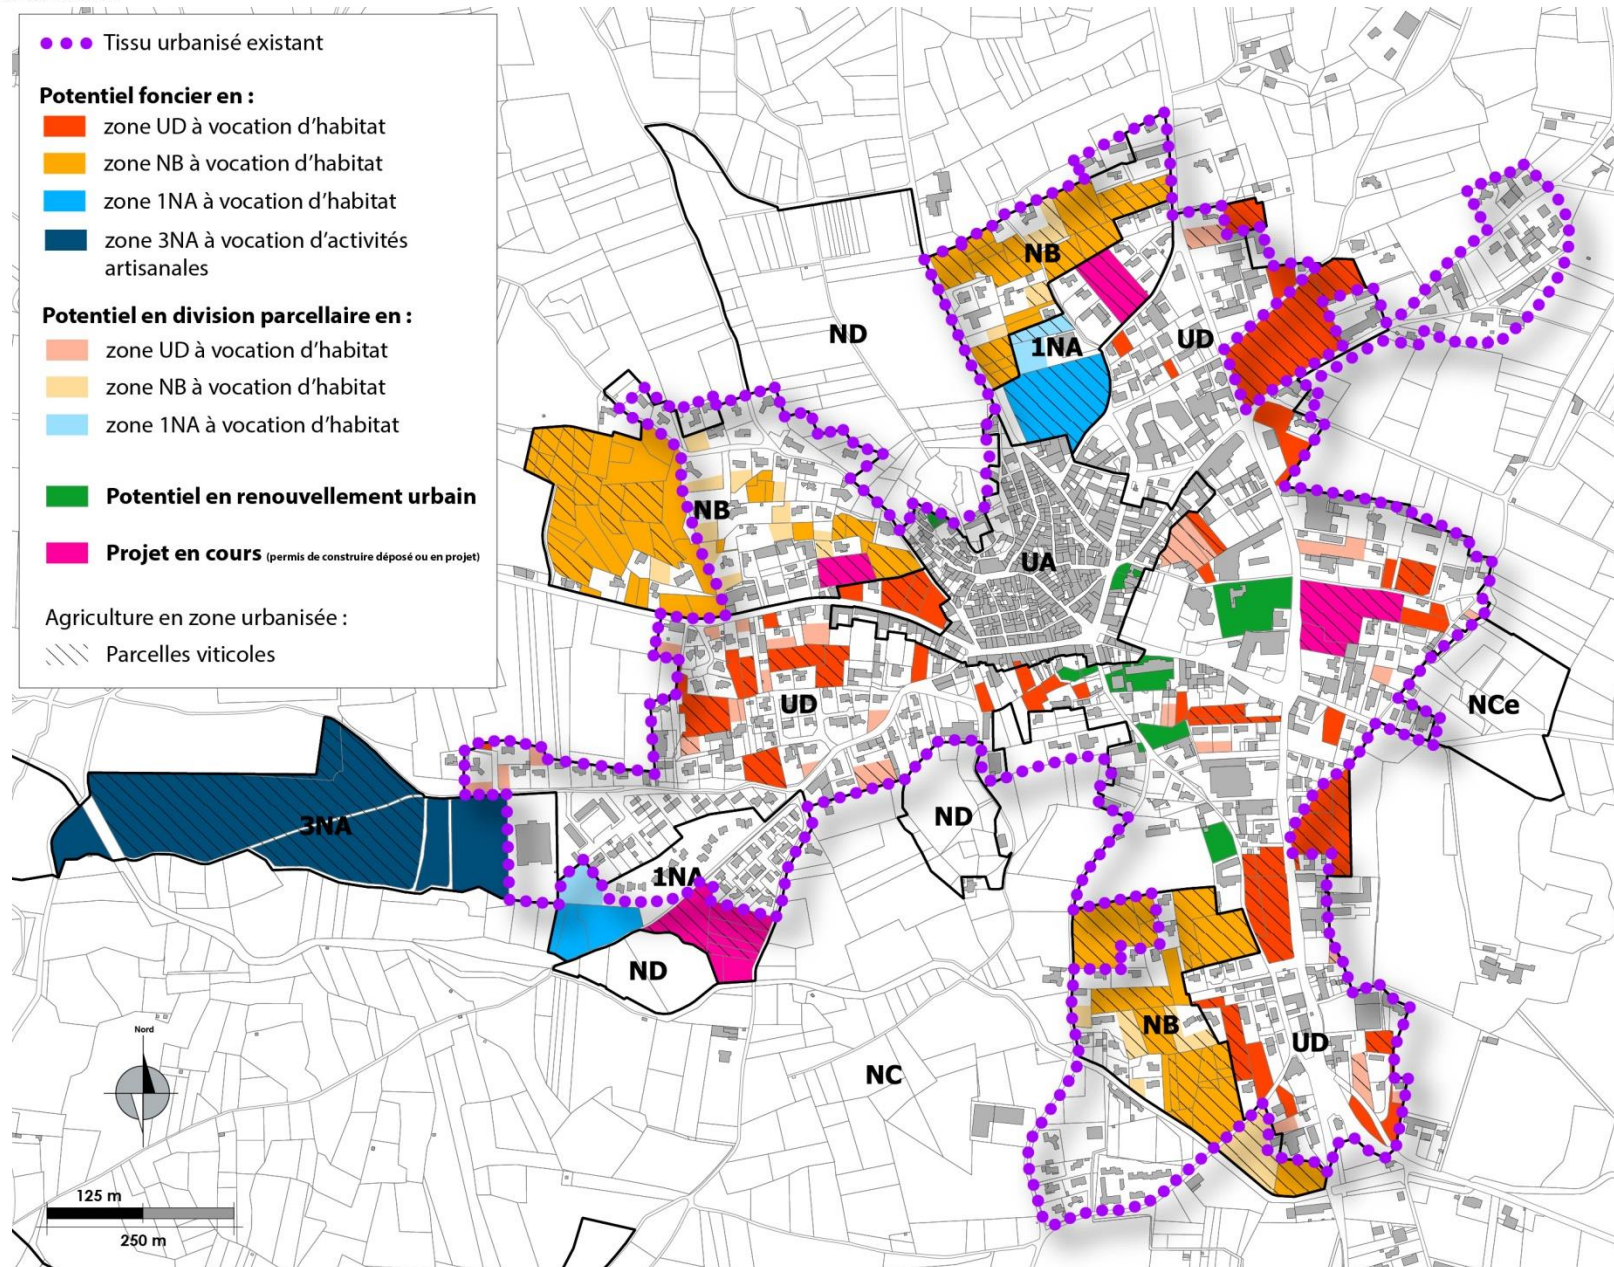 Tissu urbanisé existant
Potentiel foncier en :
zone UD à vocation d'habitat
zone NB à vocation d'habitat
zone 1NA à vocation d'habitat
zone 3NA à vocation d'activités
artisanales
Potentiel en division parcellaire en :
zone UD à vocation d'habitat
zone NB à vocation d'habitat
zone 1NA à vocation d'habitat
Potentiel en renouvellement urbain
Projet en cours (permis de construire déposé ou en projet)
Agriculture en zone urbanisée :
Parcelles viticoles
NB
ND
1NA
UD
NB
UA
UD
NCe
3NA
ND
1NA
ND
NB
UD
NC
Nord
125 m
250 m